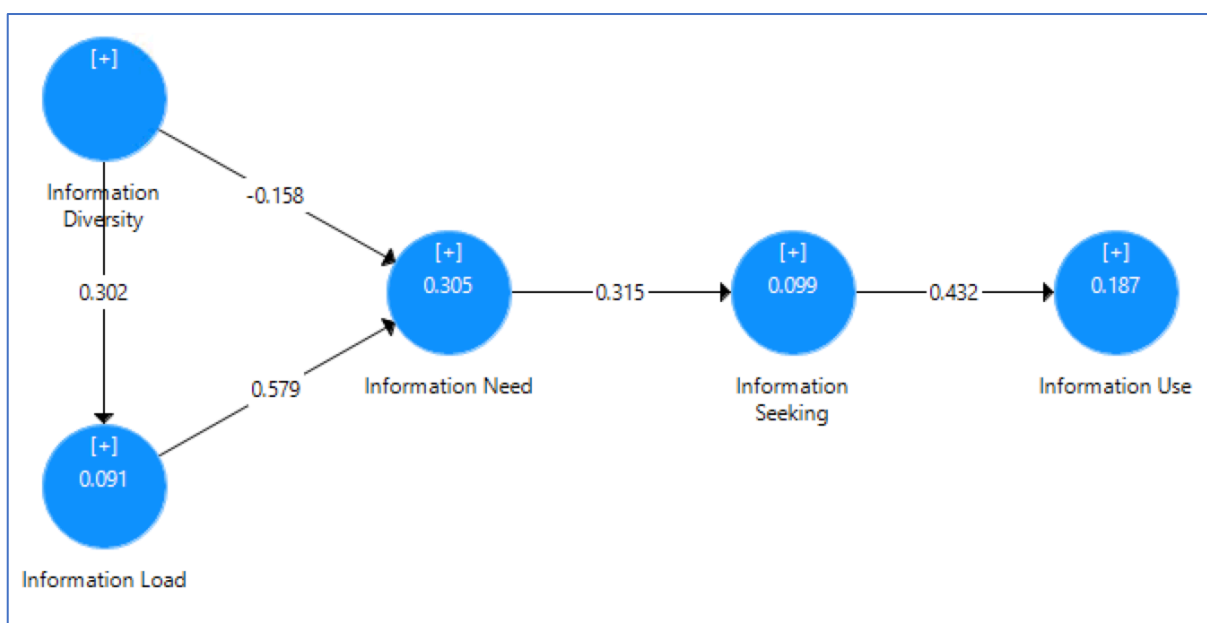 [+]
Information
Diversity
-0.158
0.302
[+]
0.305
Information Need
0.315
[+]
0.099
Information
Seeking
0.432
[+]
0.187
Information Use
0.579
[+]
0.091
Information Load